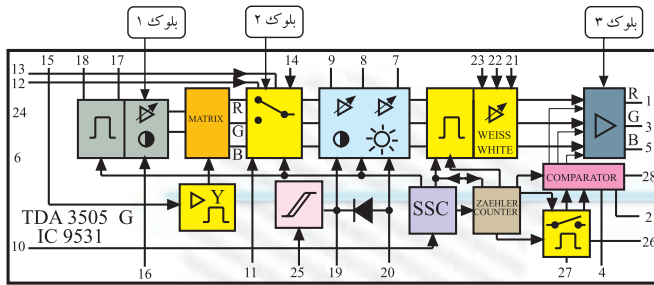 بلوک ۱
بلوک ۲
بلوک ۳
15 18 17 14 9 8 7 23 22 21
13
12
24
6
10
MATRIX
R
G
B
Y
WEISS
WHITE
R 1
G 3
B 5
COMPARATOR
28
2
26
SSC
ZAEHLER
COUNTER
TDA 3505 G
IC 9531
16 11 25 19 20 27 4